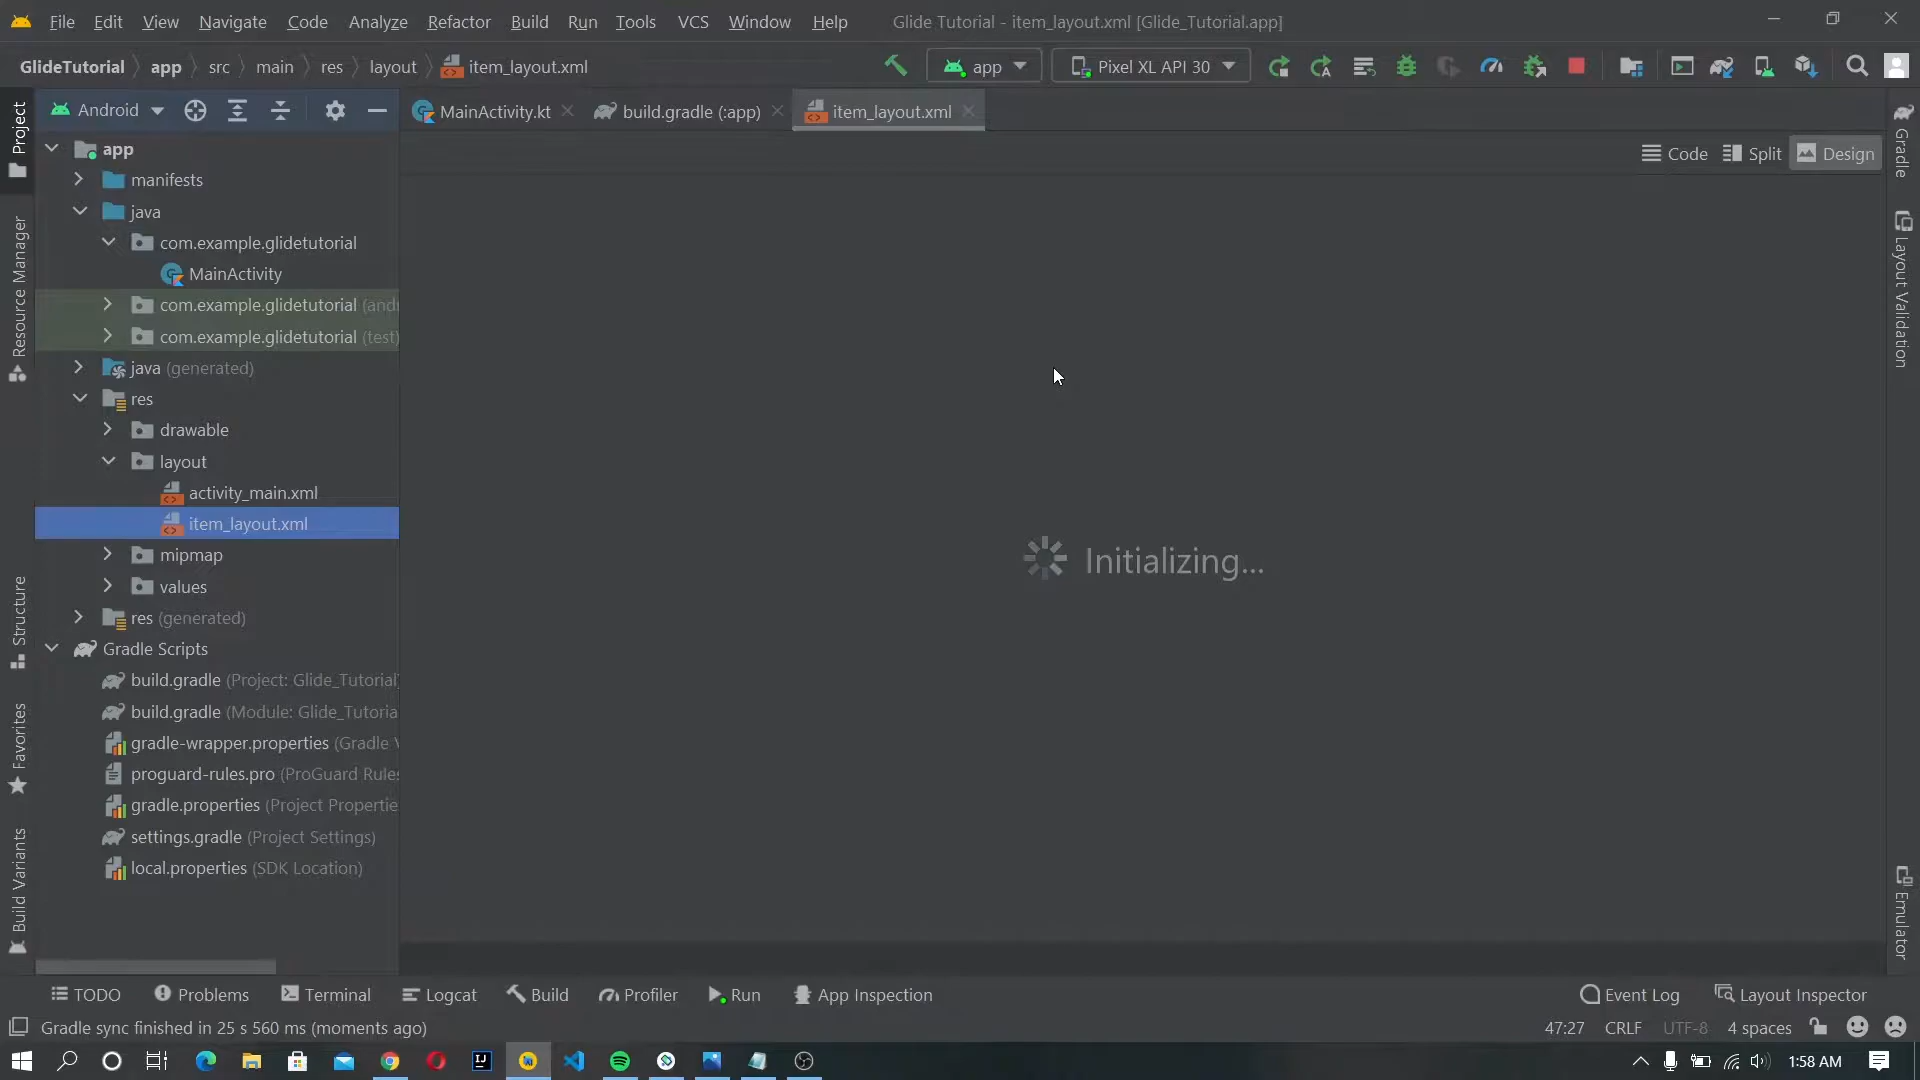 File Edit View Navigate Code Analyze Refactor Build Run Tools VCS Window Help Glide Tutorial - item_layout.xml [Glide_Tutorial.app]
GlideTutorial app src main res layout item_layout.xml app Pixel XL API 30
Android MainActivity.kt build.gradle (:app) item_layout.xml
Code Split Design
Project
Resource Manager
Structure
Favorites
Build Variants
app
manifests
java
com.example.glidetutorial
MainActivity
com.example.glidetutorial (and
com.example.glidetutorial (test)
java (generated)
res
drawable
layout
activity_main.xml
item_layout.xml
mipmap
values
res (generated)
Gradle Scripts
build.gradle (Project: Glide_Tutorial)
build.gradle (Module: Glide_Tutoria
gradle-wrapper.properties (Gradle V
proguard-rules.pro (ProGuard Rules
gradle.properties (Project Propertie
settings.gradle (Project Settings)
local.properties (SDK Location)
Initializing...
Gradle
Layout Validation
Emulator
TODO Problems Terminal Logcat Build Profiler Run App Inspection Event Log Layout Inspector
Gradle sync finished in 25 s 560 ms (moments ago) 47:27 CRLF UTF-8 4 spaces
1:58 AM